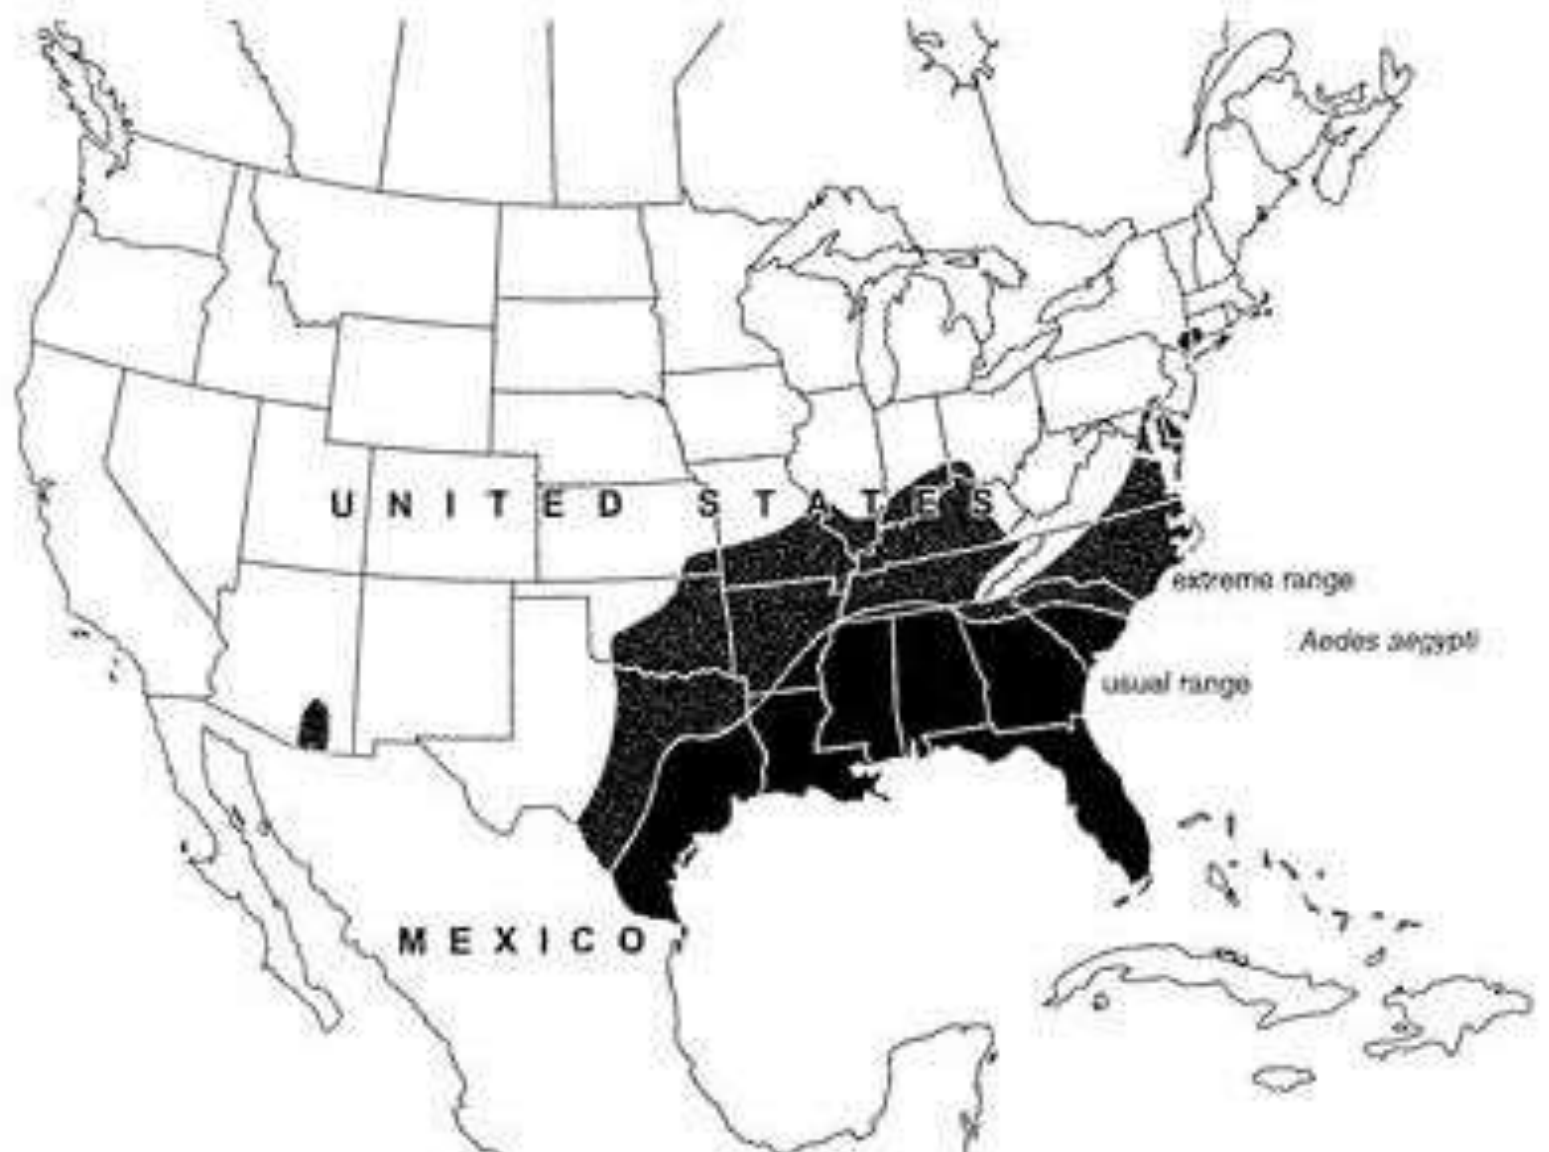 UNITED STATES
extreme range
Aedes aegypti
usual range
MEXICO